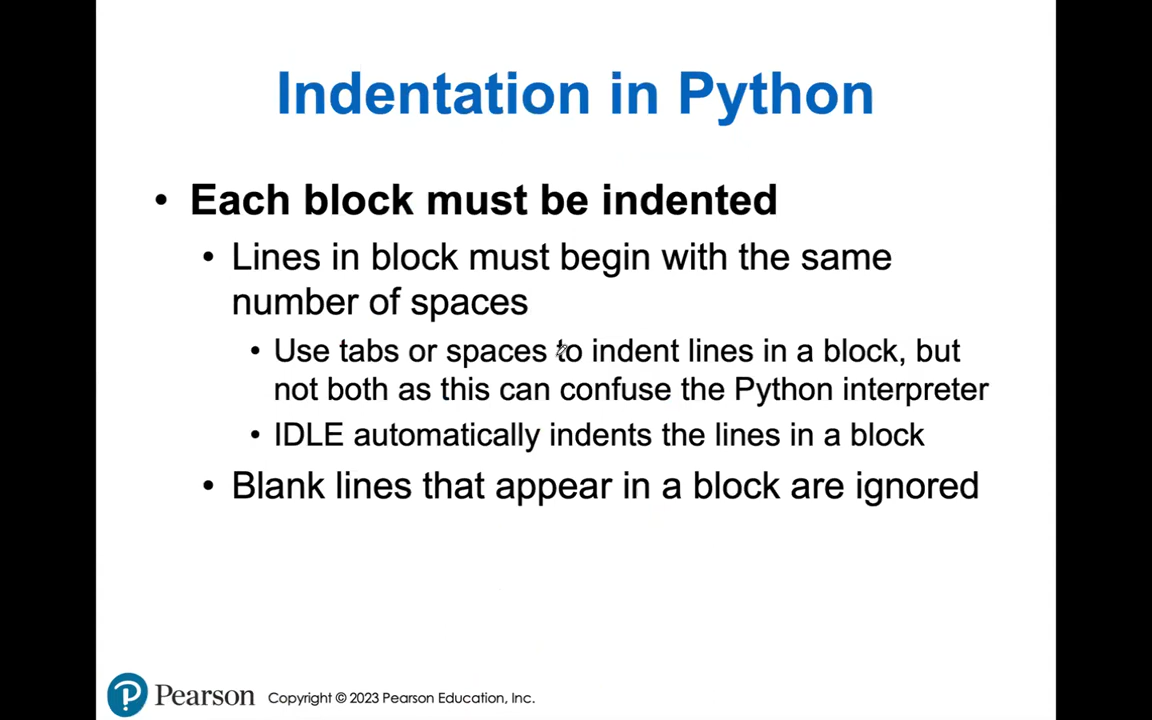 Indentation in Python
• Each block must be indented
• Lines in block must begin with the same
number of spaces
• Use tabs or spaces to indent lines in a block, but
not both as this can confuse the Python interpreter
• IDLE automatically indents the lines in a block
• Blank lines that appear in a block are ignored
Pearson Copyright © 2023 Pearson Education, Inc.